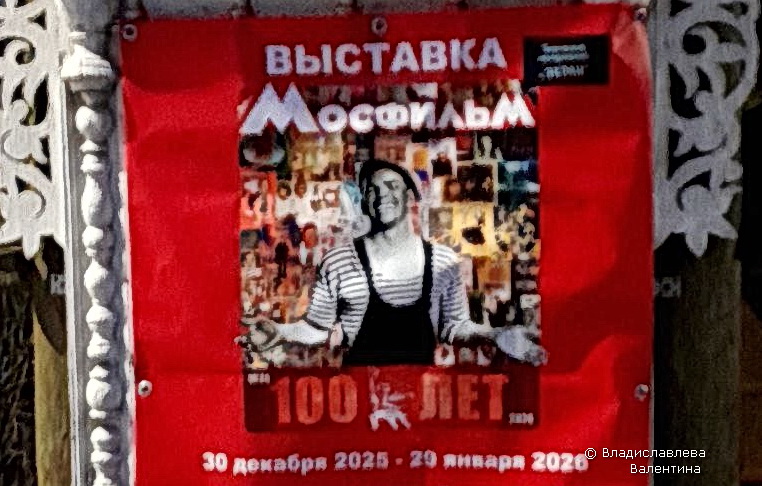 ВЫСТАВКА
МОСФИЛЬМ
100 ЛЕТ
30 декабря 2025 - 29 января 2026
© Владиславлева
Валентина